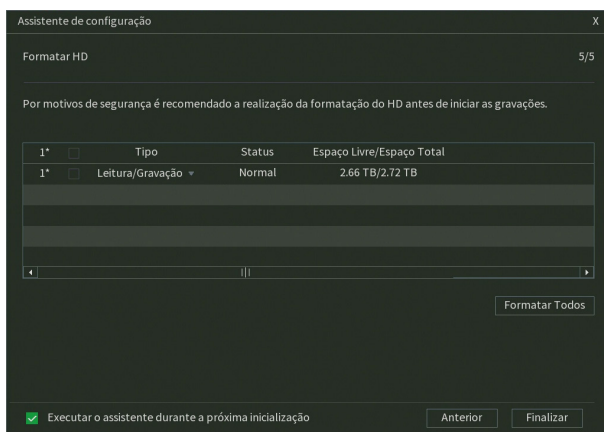 Assistente de configuração X
Formatar HD 5/5
Por motivos de segurança é recomendado a realização da formatação do HD antes de iniciar as gravações.
1* Tipo Status Espaço Livre/Espaço Total
1* Leitura/Gravação Normal 2.66 TB/2.72 TB
Formatar Todos
Executar o assistente durante a próxima inicialização Anterior Finalizar